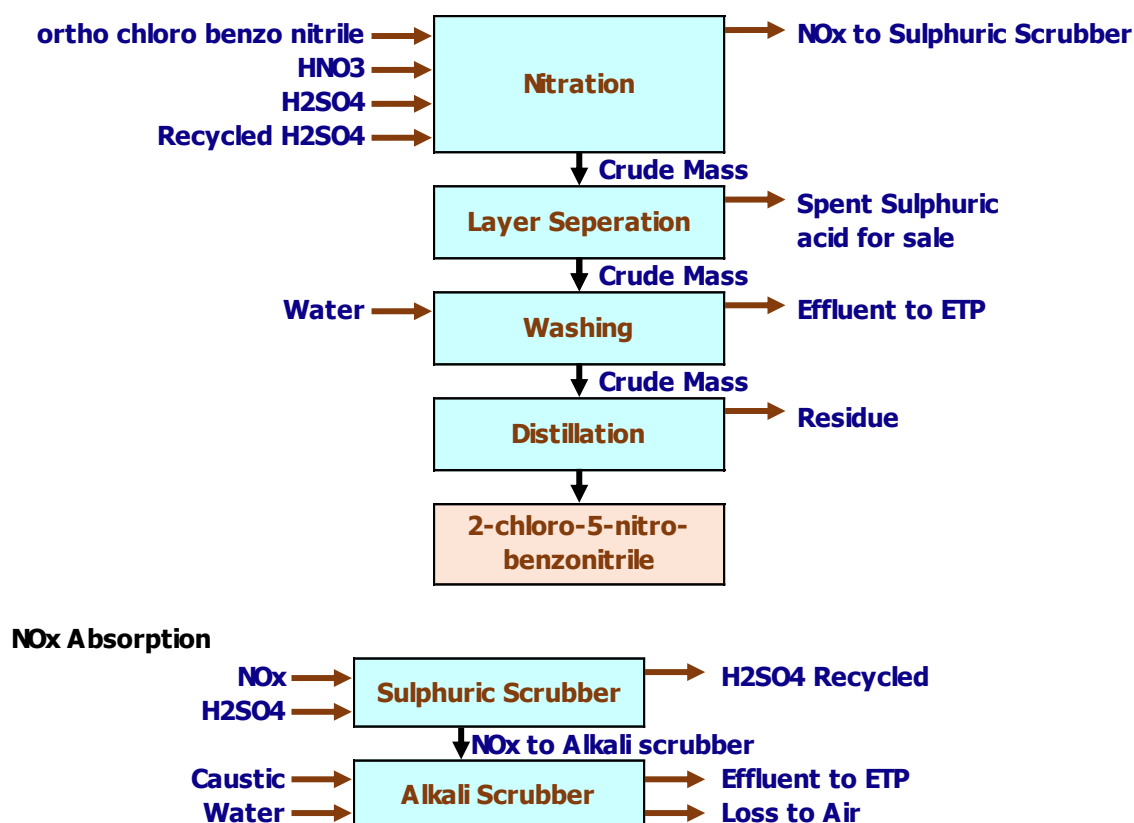 ortho chloro benzo nitrile
HNO3
H2SO4
Recycled H2SO4
Nitration
NOx to Sulphuric Scrubber
Crude Mass
Layer Seperation
Spent Sulphuric
acid for sale
Crude Mass
Water
Washing
Effluent to ETP
Crude Mass
Distillation
Residue
2-chloro-5-nitro-
benzonitrile
NOx Absorption
NOx
H2SO4
Sulphuric Scrubber
H2SO4 Recycled
NOx to Alkali scrubber
Caustic
Water
Alkali Scrubber
Effluent to ETP
Loss to Air